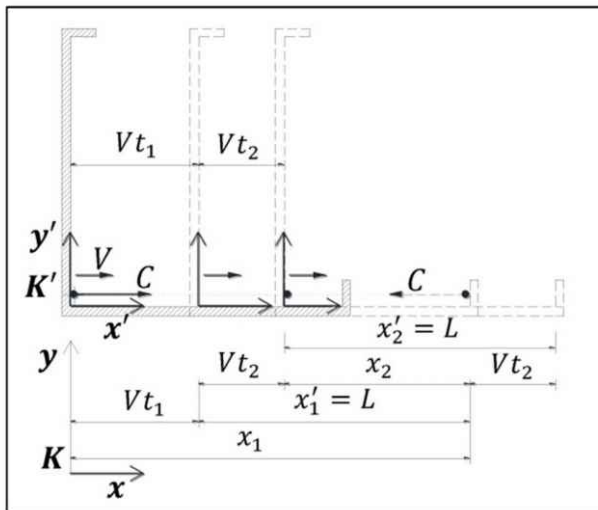 Vt₁ Vt₂
y′
V
K′ C C
x′
x′₂ = L
y Vt₂ x₂ Vt₂
Vt₁ x′₁ = L
x₁
K
x